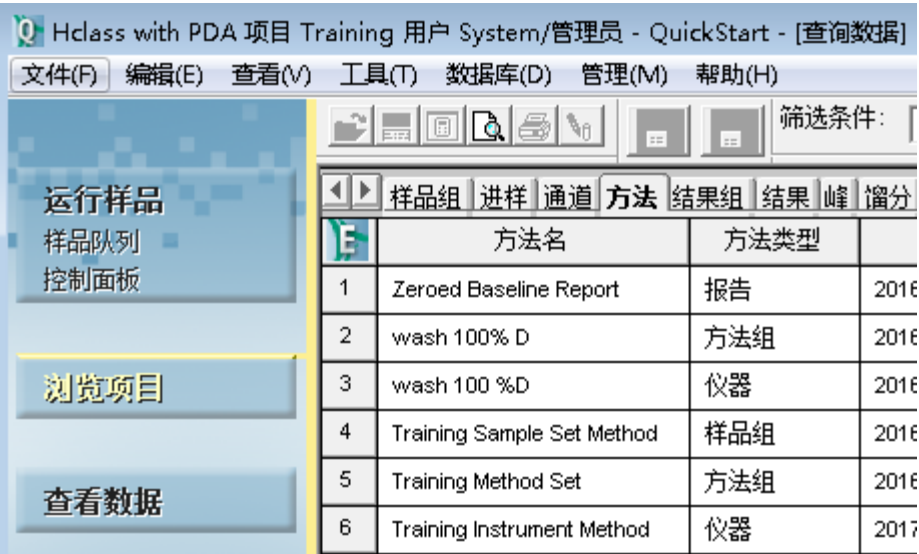 Hclass with PDA 项目 Training 用户 System/管理员 - QuickStart - [查询数据]
文件(F) 编辑(E) 查看(V) 工具(T) 数据库(D) 管理(M) 帮助(H)
筛选条件:
运行样品
样品队列
控制面板
浏览项目
查看数据
样品组 进样 通道 方法 结果组 结果 峰 馏分
方法名 方法类型
1 Zeroed Baseline Report 报告 2016
2 wash 100% D 方法组 2016
3 wash 100 %D 仪器 2016
4 Training Sample Set Method 样品组 2016
5 Training Method Set 方法组 2016
6 Training Instrument Method 仪器 2017